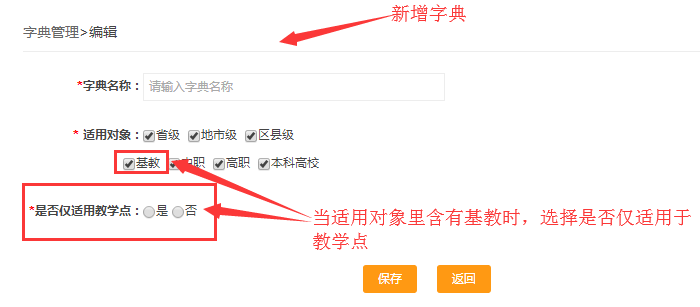 新增字典
字典管理>编辑
*字典名称： 请输入字典名称
* 适用对象： 省级 地市级 区县级
基教 中职 高职 本科高校
*是否仅适用教学点： 是 否
当适用对象里含有基教时，选择是否仅适用于
教学点
保存 返回